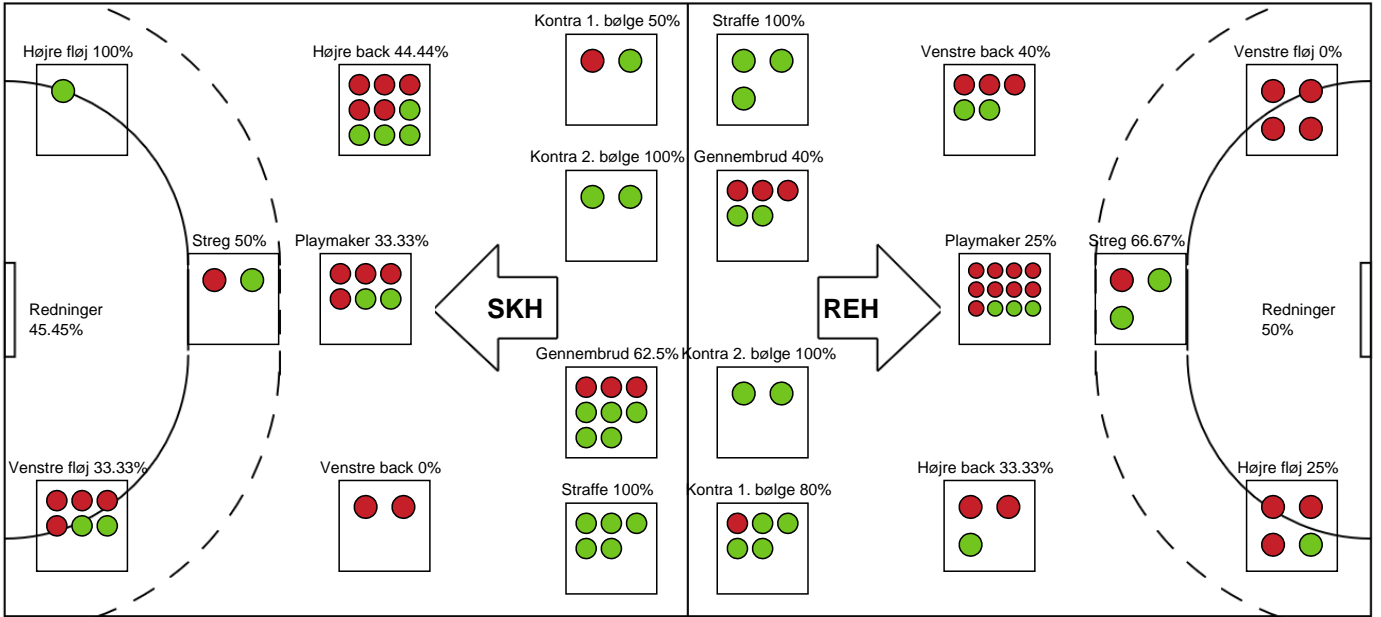 Kontra 1. bølge 50%
Straffe 100%
Højre fløj 100%
Højre back 44.44%
Venstre back 40%
Venstre fløj 0%
Kontra 2. bølge 100%
Gennembrud 40%
Streg 50%
Playmaker 33.33%
Playmaker 25%
Streg 66.67%
Redninger
45.45%
SKH
REH
Redninger
50%
Gennembrud 62.5%
Kontra 2. bølge 100%
Venstre fløj 33.33%
Venstre back 0%
Straffe 100%
Kontra 1. bølge 80%
Højre back 33.33%
Højre fløj 25%